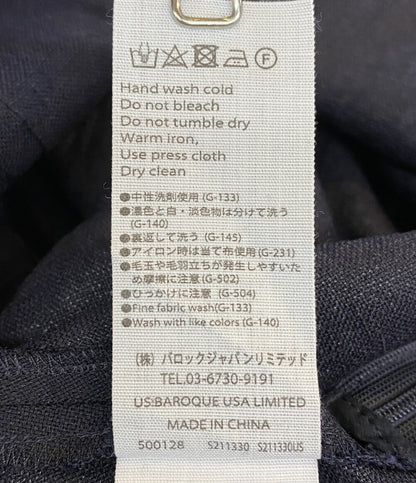 Hand wash cold
Do not bleach
Do not tumble dry
Warm iron,
Use press cloth
Dry clean
●中性洗剤使用 (G-133)
●濃色と白・淡色物は分けて洗う
(G-140)
●裏返して洗う (G-145)
●アイロン時は当て布使用 (G-231)
●毛玉や毛羽立ちが発生しやすいた
め摩擦に注意 (G-502)
●ひっかけに注意 (G-504)
●Fine fabric wash(G-133)
●Wash with like colors (G-140)
(株) バロックジャパンリミテッド
TEL.03-6730-9191
US:BAROQUE USA LIMITED
MADE IN CHINA
500128 S211330 S211330US